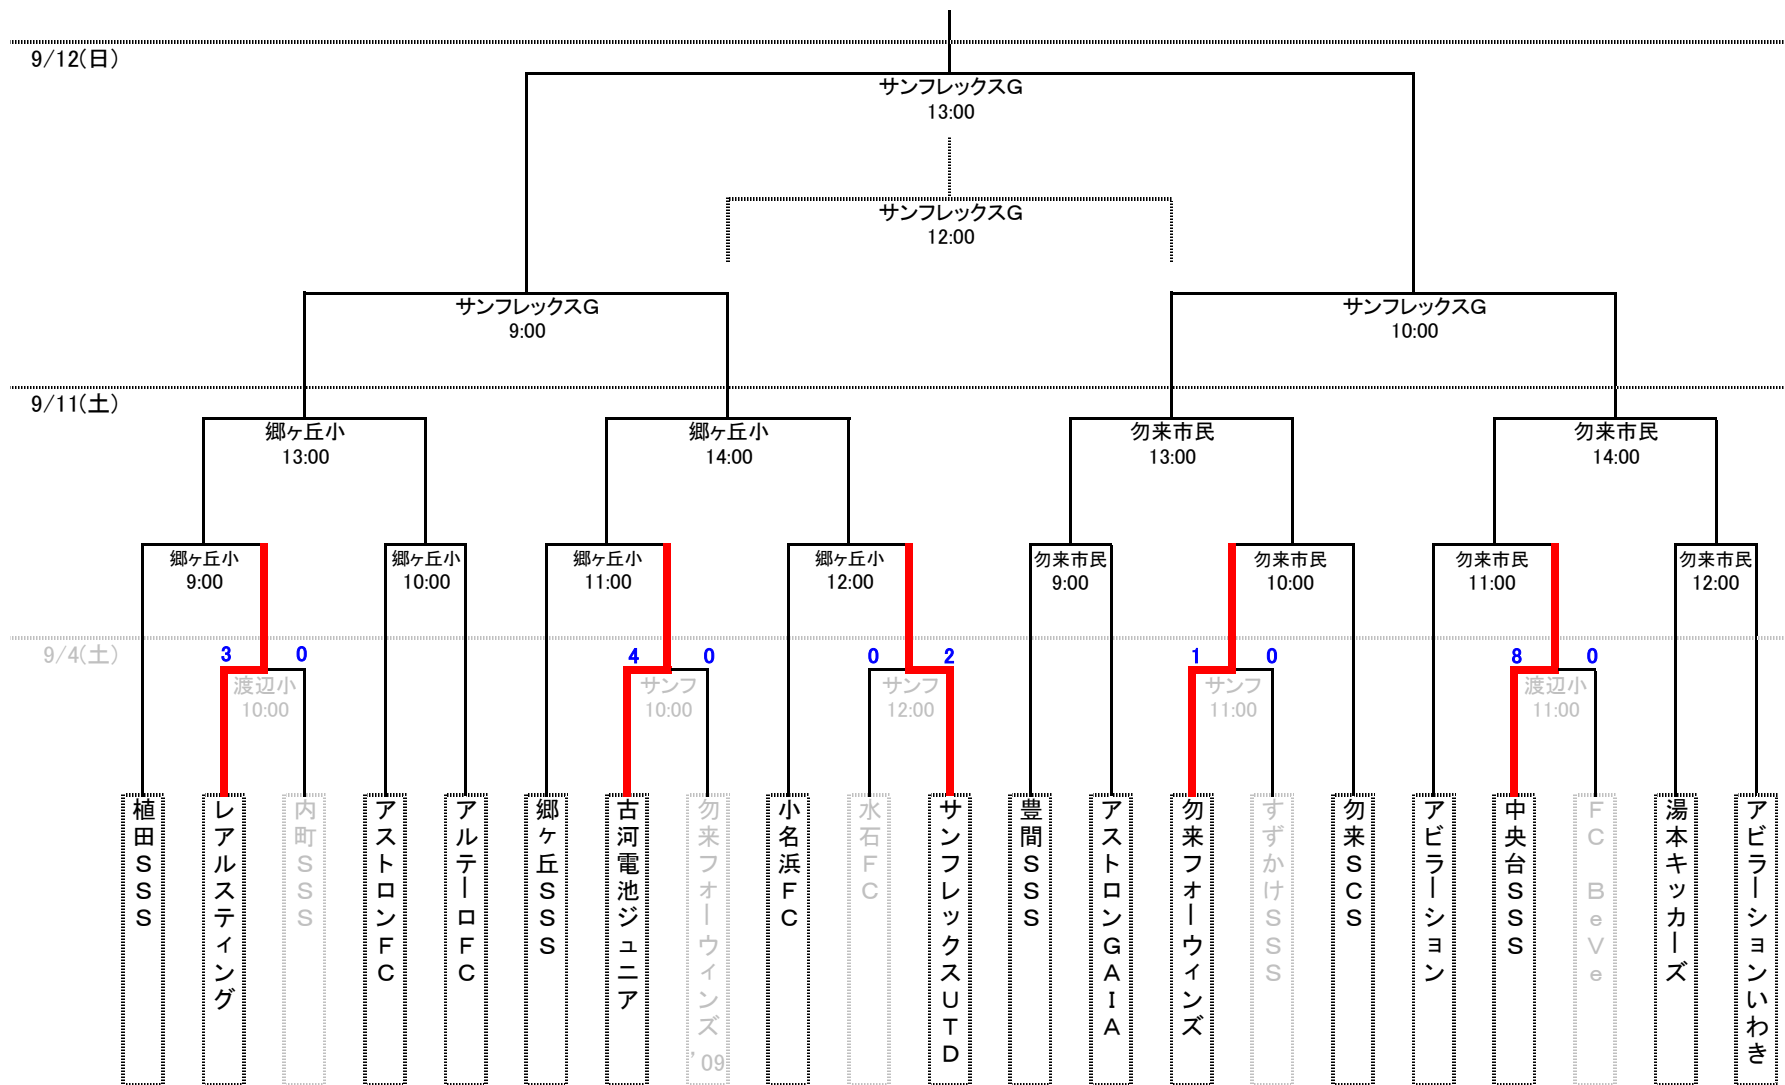 9/12(日)
サンフレックスG
13:00
サンフレックスG
12:00
サンフレックスG
9:00
サンフレックスG
10:00
9/11(土)
郷ヶ丘小
13:00
郷ヶ丘小
14:00
勿来市民
13:00
勿来市民
14:00
郷ヶ丘小
9:00
郷ヶ丘小
10:00
郷ヶ丘小
11:00
郷ヶ丘小
12:00
勿来市民
9:00
勿来市民
10:00
勿来市民
11:00
勿来市民
12:00
9/4(土)
3 0
渡辺小
10:00
4 0
サンフ
10:00
0 2
サンフ
12:00
1 0
サンフ
11:00
8 0
渡辺小
11:00
植田SSS
レアルスティング
内町SSS
アストロンFC
アルテーロFC
郷ヶ丘SSS
古河電池ジュニア
勿来フォーウィンズ'09
小名浜FC
水石FC
サンフレックスUTD
豊間SSS
アストロンGAIA
勿来フォーウィンズ
すずかけSSS
勿来SCS
アビラーション
中央台SSS
FC BeVe
湯本キッカーズ
アビラーションいわき